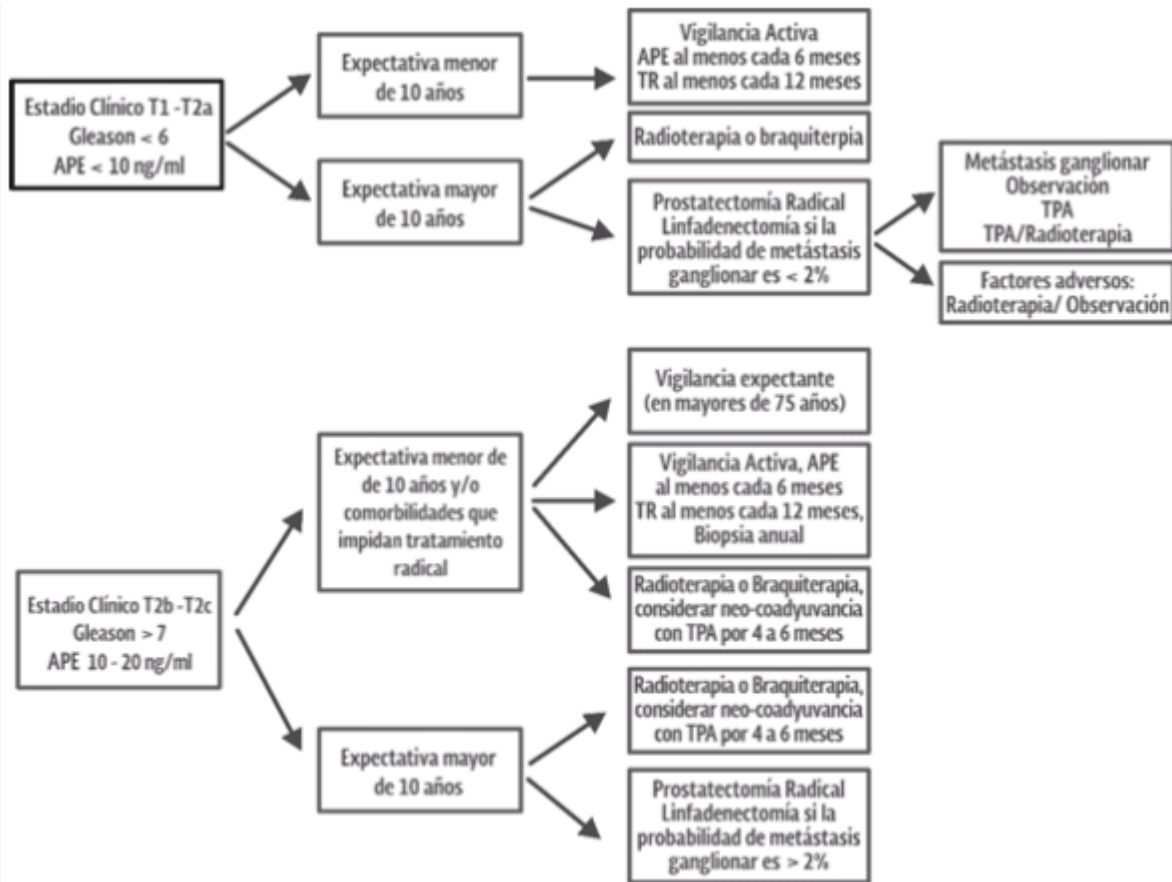 Estadio Clínico T1 -T2a
Gleason < 6
APE < 10 ng/ml
Expectativa menor
de 10 años
Expectativa mayor
de 10 años
Vigilancia Activa
APE al menos cada 6 meses
TR al menos cada 12 meses
Radioterapia o braquiterpia
Prostatectomía Radical
Linfadenectomía si la
probabilidad de metástasis
ganglionar es < 2%
Metástasis ganglionar
Observación
TPA
TPA/Radioterapia
Factores adversos:
Radioterapia/ Observación
Estadio Clínico T2b -T2c
Gleason > 7
APE 10 - 20 ng/ml
Expectativa menor de
de 10 años y/o
comorbilidades que
impidan tratamiento
radical
Expectativa mayor
de 10 años
Vigilancia expectante
(en mayores de 75 años)
Vigilancia Activa, APE
al menos cada 6 meses
TR al menos cada 12 meses,
Biopsia anual
Radioterapia o Braquiterapia,
considerar neo-coadyuvancia
con TPA por 4 a 6 meses
Radioterapia o Braquiterapia,
considerar neo-coadyuvancia
con TPA por 4 a 6 meses
Prostatectomía Radical
Linfadenectomía si la
probabilidad de metástasis
ganglionar es > 2%